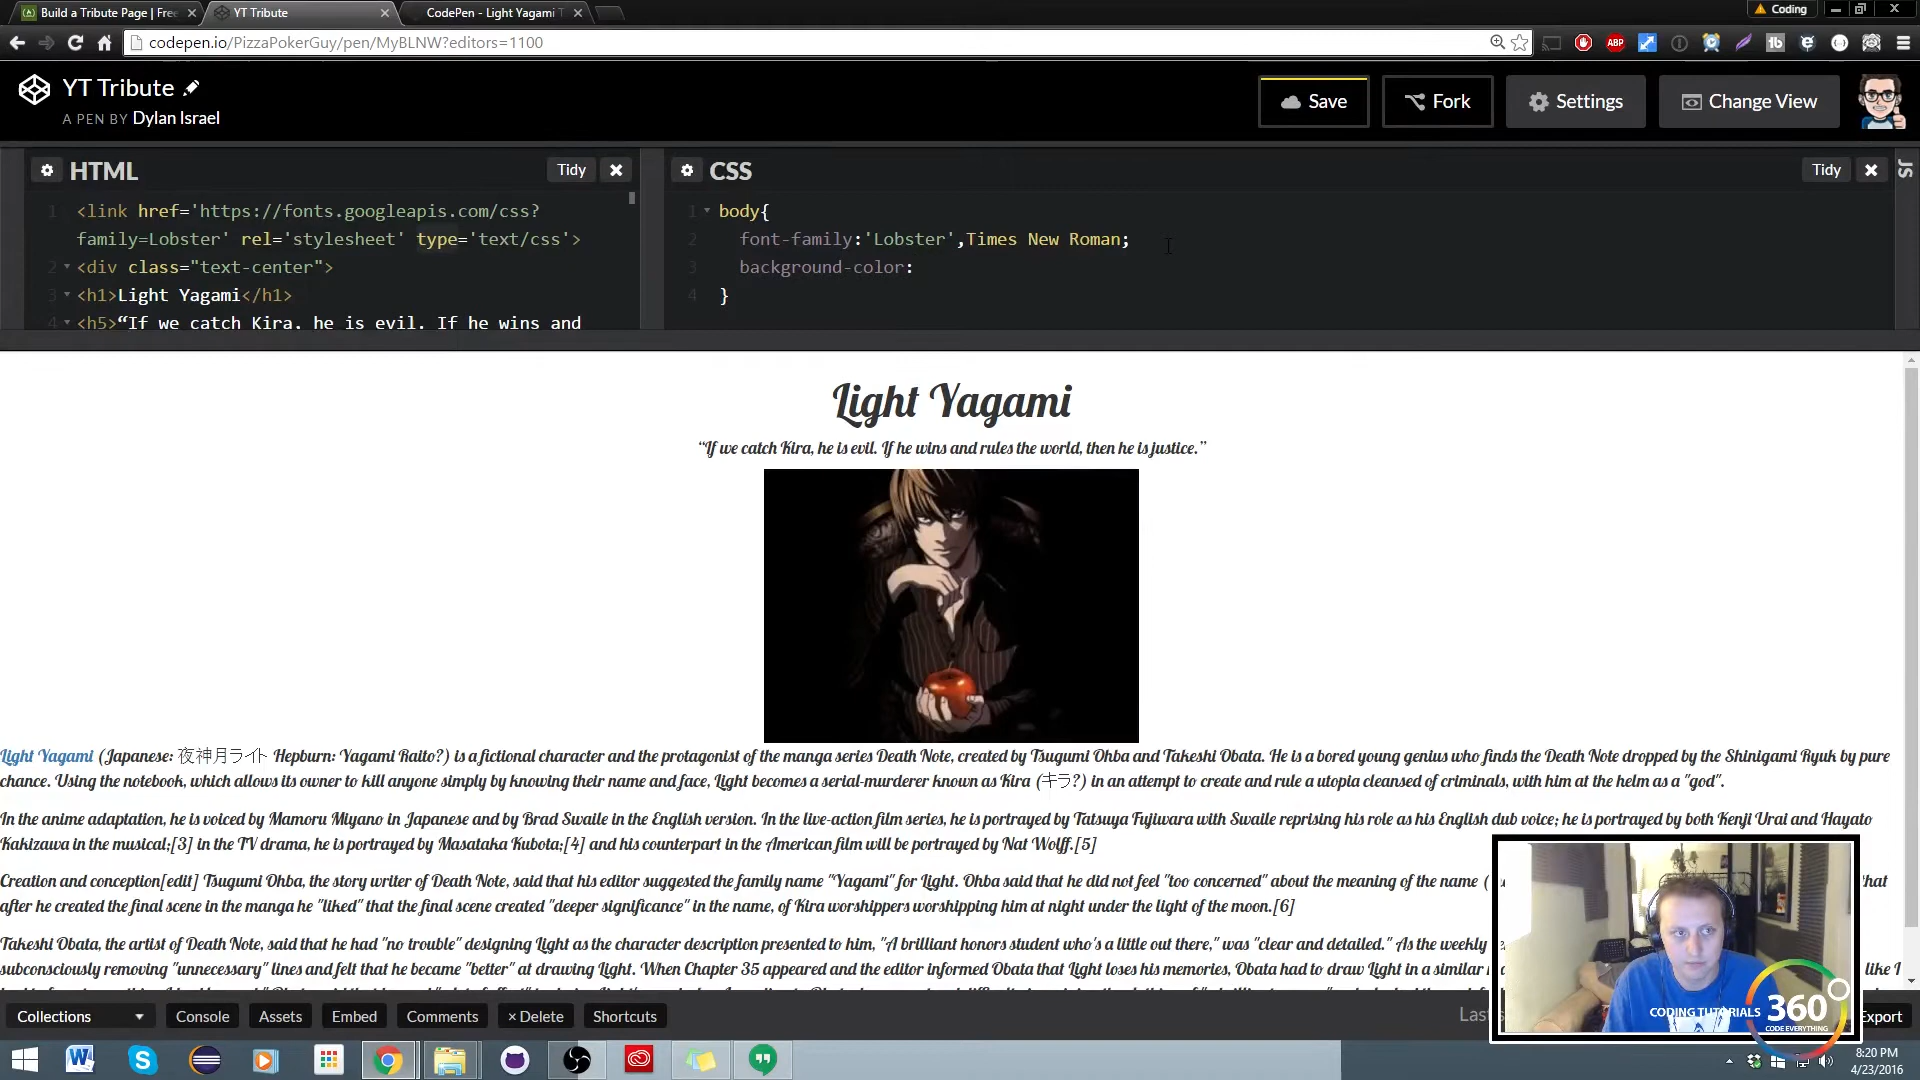 Build a Tribute Page | Free
YT Tribute
CodePen - Light Yagami T
Coding
codepen.io/PizzaPokerGuy/pen/MyBLNW?editors=1100
YT Tribute
A PEN BY Dylan Israel
Save
Fork
Settings
Change View
HTML
Tidy
CSS
Tidy
JS
1 <link href='https://fonts.googleapis.com/css?
family=Lobster' rel='stylesheet' type='text/css'>
2 <div class="text-center">
3 <h1>Light Yagami</h1>
4 <h5>“If we catch Kira, he is evil. If he wins and
1 body{
2 font-family:'Lobster',Times New Roman;
3 background-color:
4 }
Light Yagami
“If we catch Kira, he is evil. If he wins and rules the world, then he is justice.”
Light Yagami (Japanese: 夜神月ライト Hepburn: Yagami Raito?) is a fictional character and the protagonist of the manga series Death Note, created by Tsugumi Ohba and Takeshi Obata. He is a bored young genius who finds the Death Note dropped by the Shinigami Ryuk by pure
chance. Using the notebook, which allows its owner to kill anyone simply by knowing their name and face, Light becomes a serial-murderer known as Kira (キラ?) in an attempt to create and rule a utopia cleansed of criminals, with him at the helm as a "god".
In the anime adaptation, he is voiced by Mamoru Miyano in Japanese and by Brad Swaile in the English version. In the live-action film series, he is portrayed by Tatsuya Fujiwara with Swaile reprising his role as his English dub voice; he is portrayed by both Kenji Urai and Hayato
Kakizawa in the musical;[3] in the TV drama, he is portrayed by Masataka Kubota;[4] and his counterpart in the American film will be portrayed by Nat Wolff.[5]
Creation and conception[edit] Tsugumi Ohba, the story writer of Death Note, said that his editor suggested the family name "Yagami" for Light. Ohba said that he did not feel "too concerned" about the meaning of the name ( that
after he created the final scene in the manga he "liked" that the final scene created "deeper significance" in the name, of Kira worshippers worshipping him at night under the light of the moon.[6]
Takeshi Obata, the artist of Death Note, said that he had "no trouble" designing Light as the character description presented to him, "A brilliant honors student who's a little out there," was "clear and detailed." As the weekly
subconsciously removing "unnecessary" lines and felt that he became "better" at drawing Light. When Chapter 35 appeared and the editor informed Obata that Light loses his memories, Obata had to draw Light in a similar like I
CODING TUTORIALS 360
CODE EVERYTHING
Collections
Console
Assets
Embed
Comments
× Delete
Shortcuts
Las
Export
8:20 PM
4/23/2016